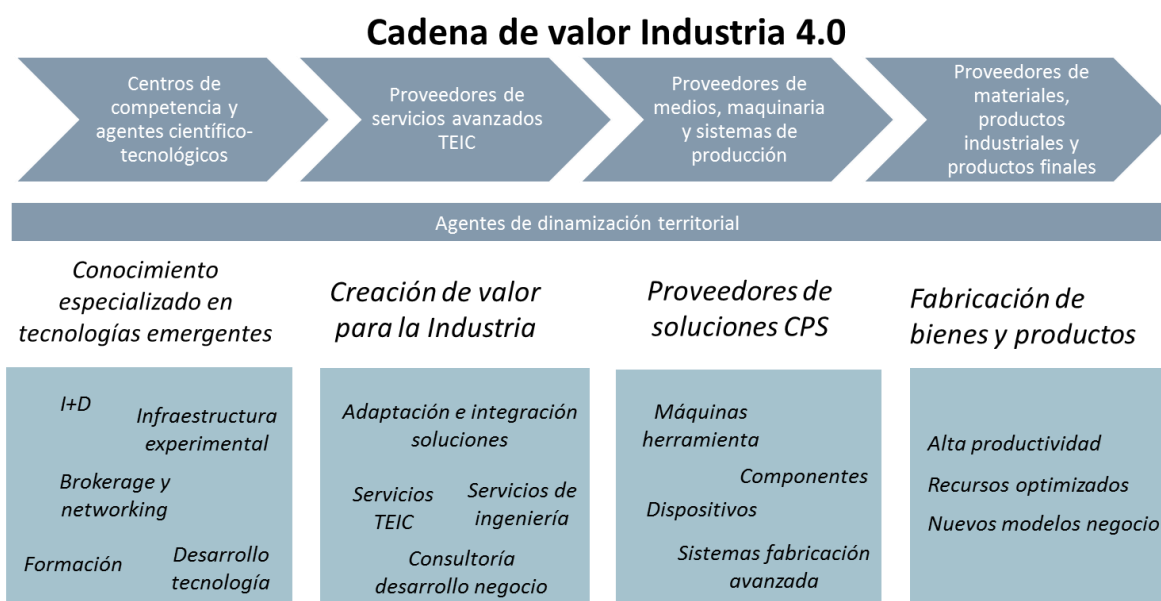 Cadena de valor Industria 4.0
Centros de
competencia y
agentes científico-
tecnológicos
Proveedores de
servicios avanzados
TEIC
Proveedores de
medios, maquinaria
y sistemas de
producción
Proveedores de
materiales,
productos
industriales y
productos finales
Agentes de dinamización territorial
Conocimiento
especializado en
tecnologías emergentes
Creación de valor
para la Industria
Proveedores de
soluciones CPS
Fabricación de
bienes y productos
I+D
Infraestructura
experimental
Brokerage y
networking
Formación
Desarrollo
tecnología
Adaptación e integración
soluciones
Servicios
TEIC
Servicios de
ingeniería
Consultoría
desarrollo negocio
Máquinas
herramienta
Componentes
Dispositivos
Sistemas fabricación
avanzada
Alta productividad
Recursos optimizados
Nuevos modelos negocio